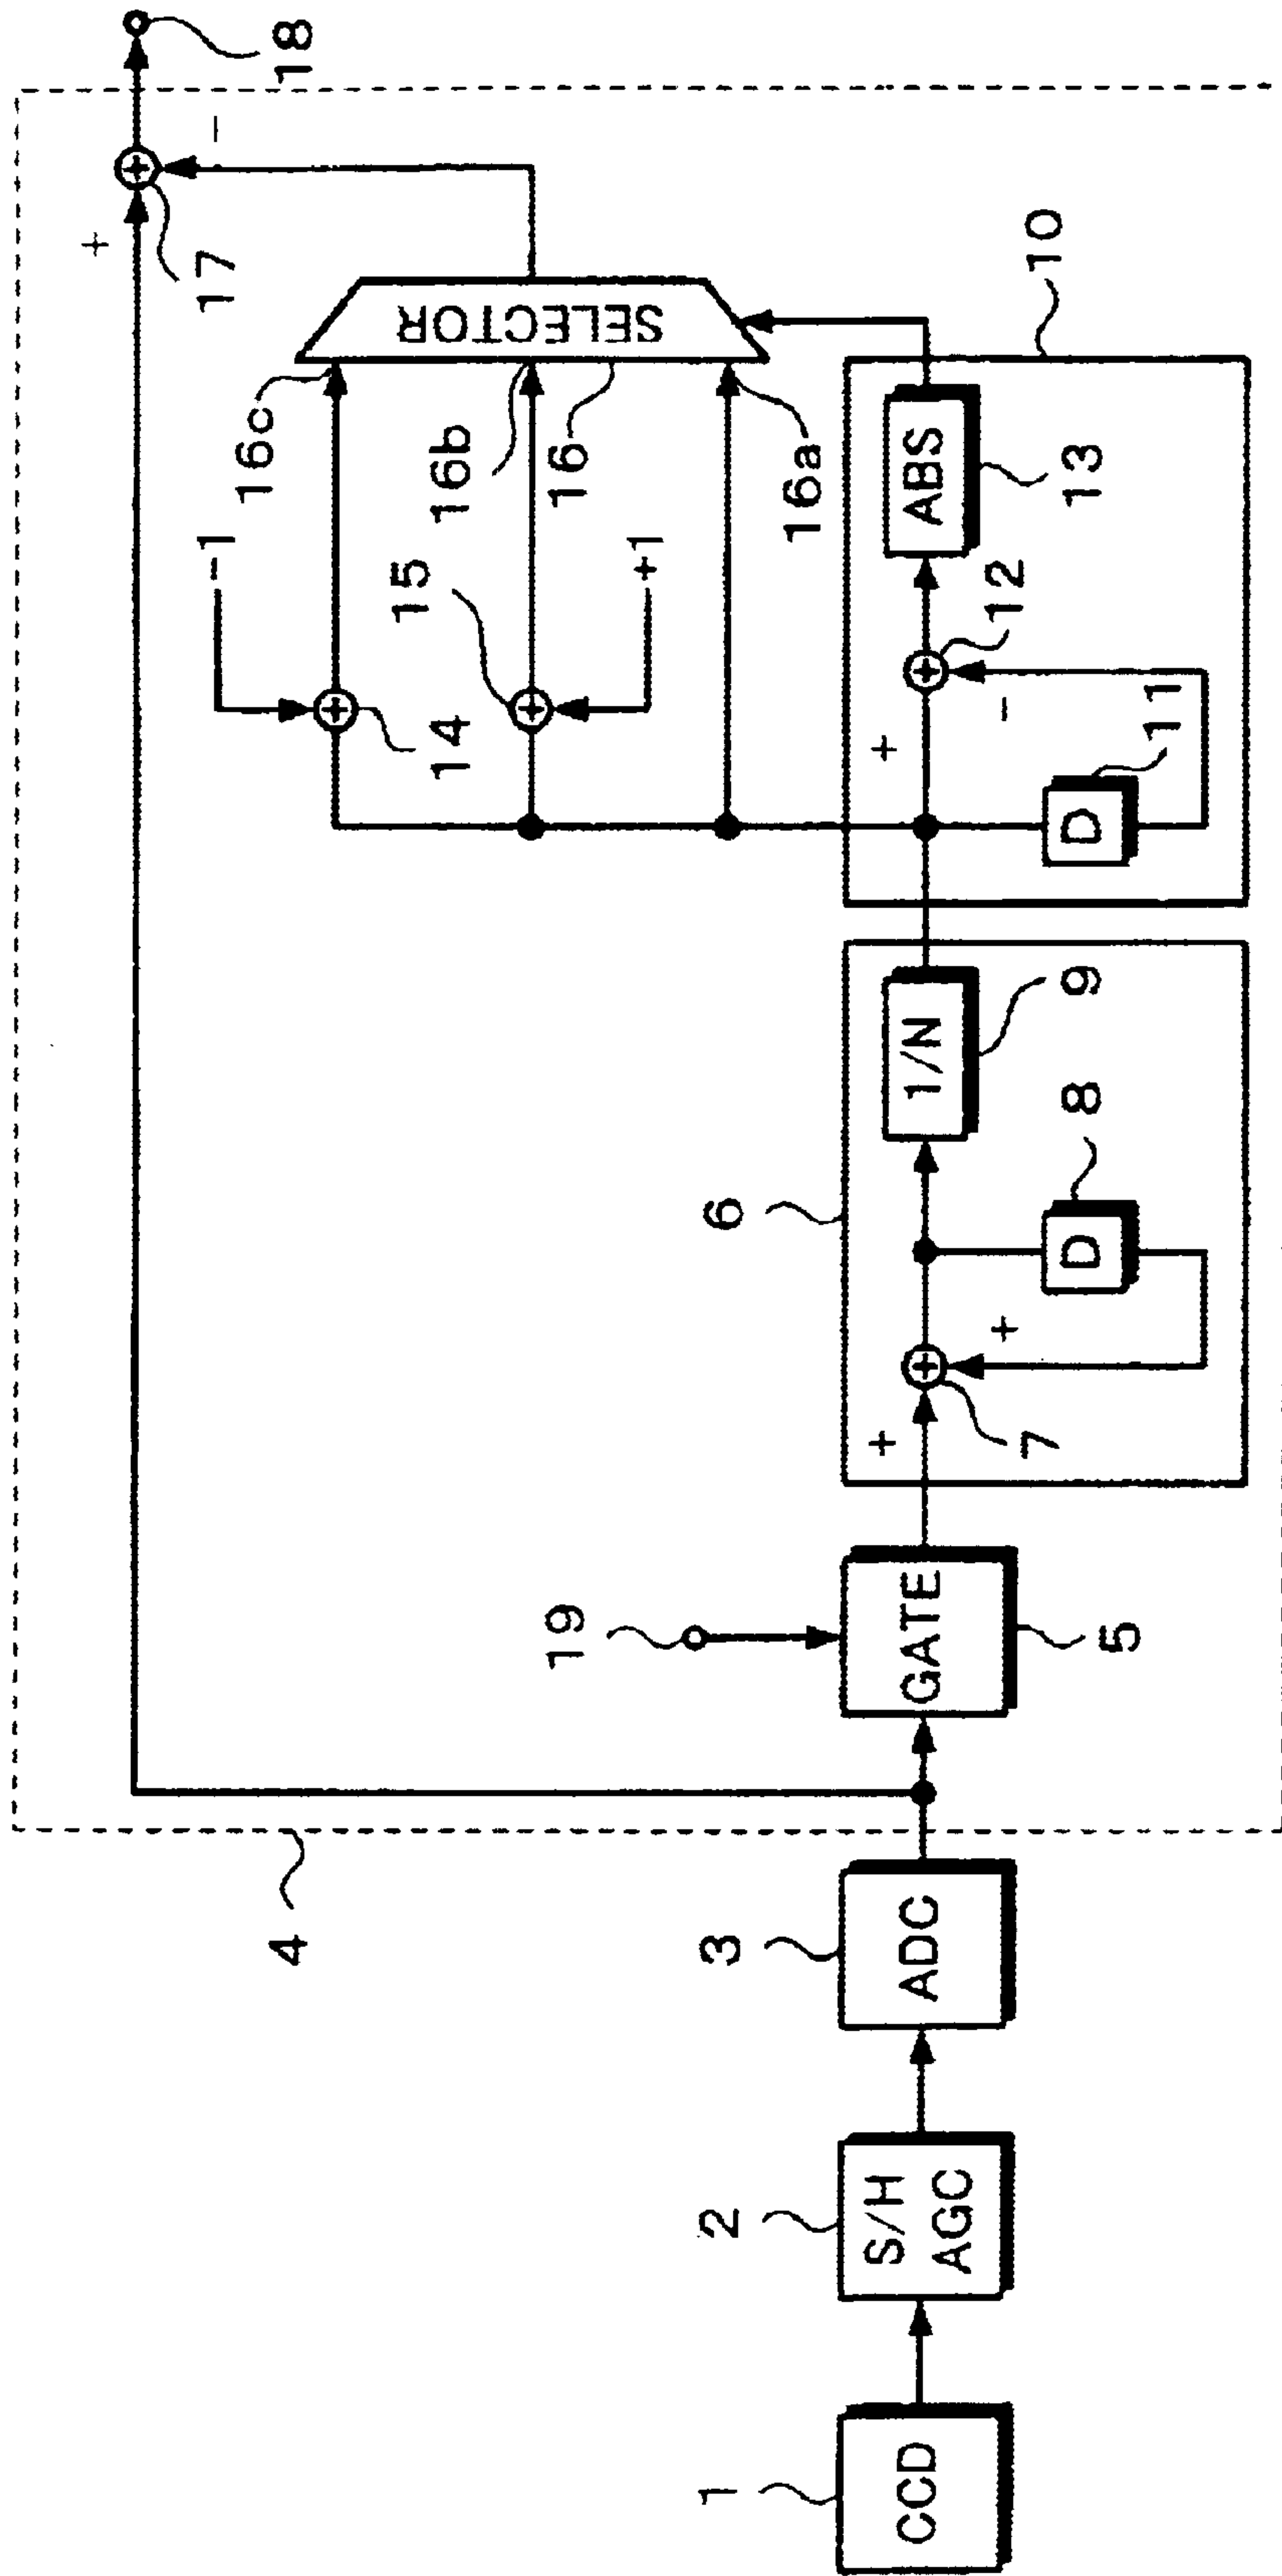 18
+
-
17
16c
16b
16
16a
SELECTOR
-1
15
+1
14
10
ABS
13
12
+
-
11
D
6
1/N
9
8
D
+
+
7
19
GATE
5
4
3
ADC
2
S/H
AGC
1
CCD